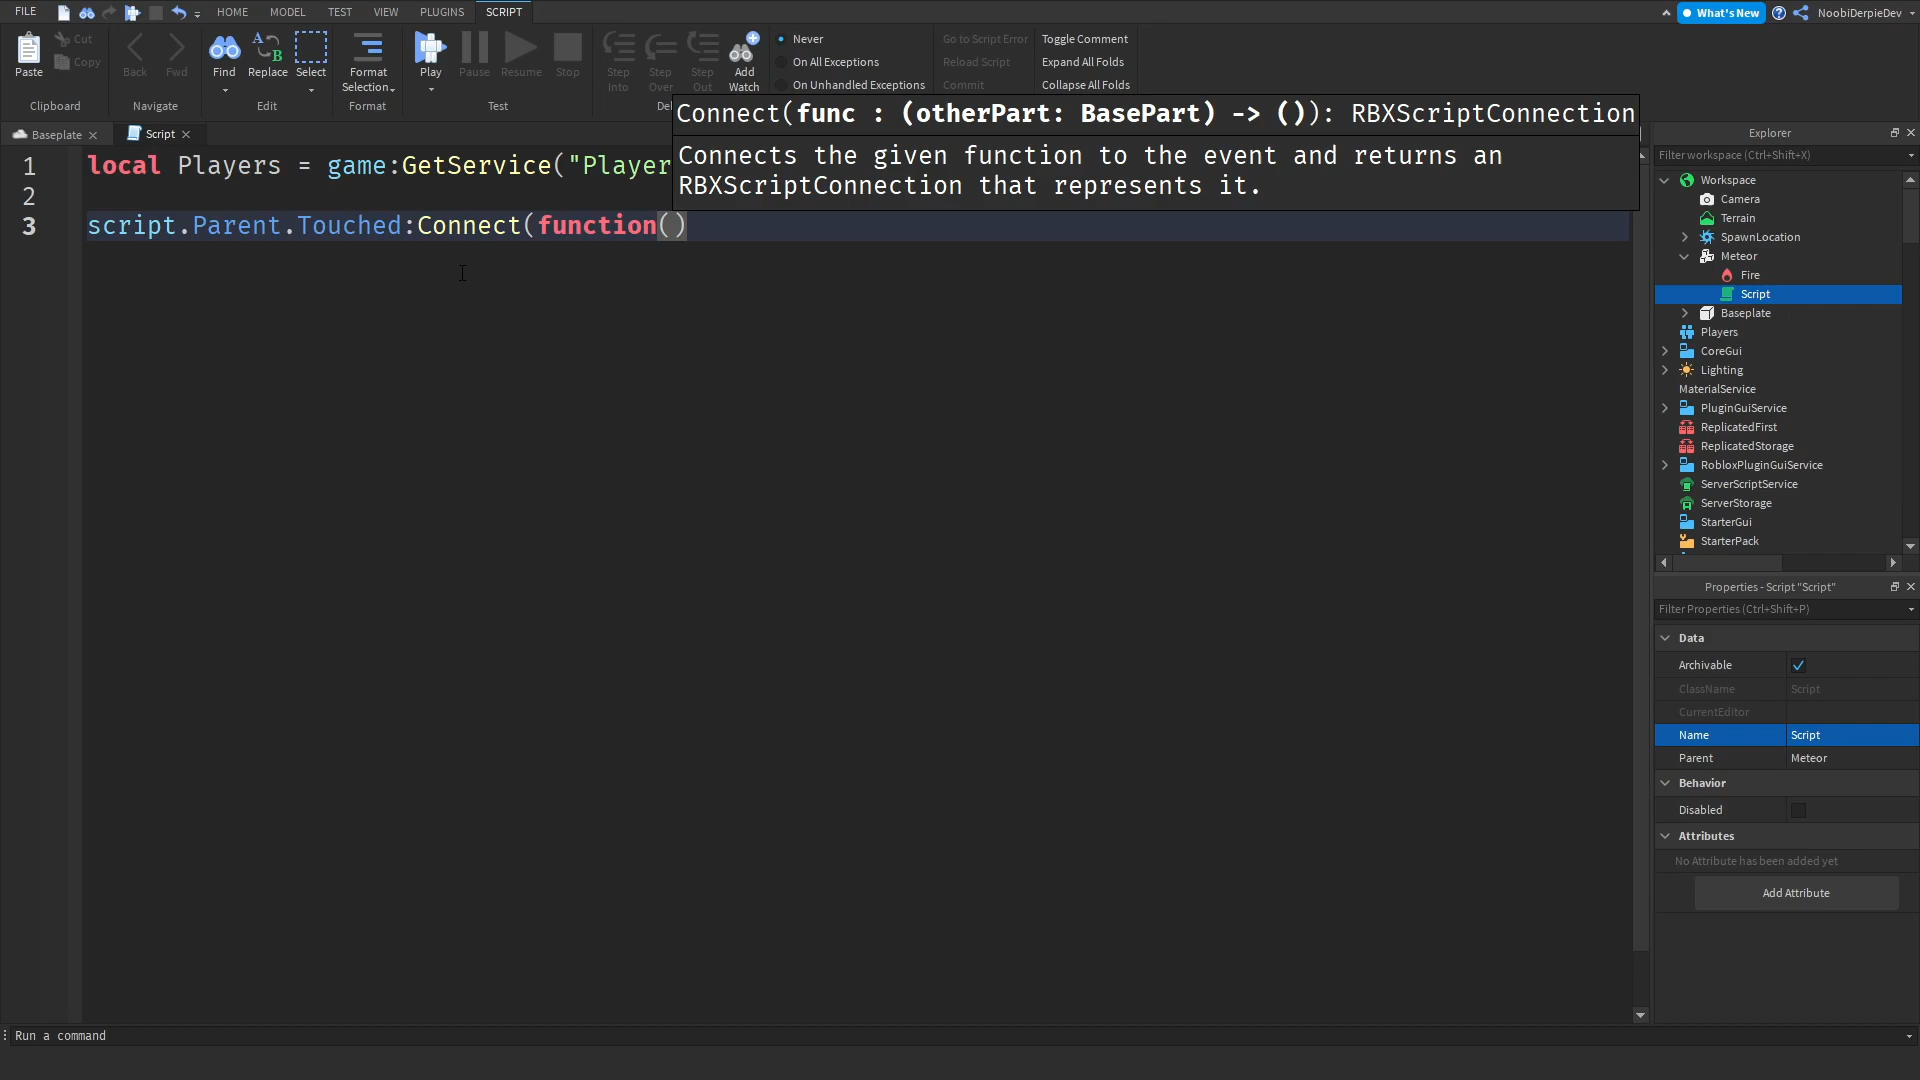 FILE HOME MODEL TEST VIEW PLUGINS SCRIPT What's New NoobiDerpieDev
Paste Cut Copy
Clipboard
Back Fwd
Navigate
Find Replace Select
Edit
Format Selection
Format
Play Pause Resume Stop
Test
Step Into Step Over Step Out Add Watch
Never
On All Exceptions
On Unhandled Exceptions
Go to Script Error
Reload Script
Commit
Toggle Comment
Expand All Folds
Collapse All Folds
De
Baseplate Script
Connect(func : (otherPart: BasePart) -> ()): RBXScriptConnection
Connects the given function to the event and returns an
RBXScriptConnection that represents it.
1 local Players = game:GetService("Player
2
3 script.Parent.Touched:Connect(function()
Explorer
Filter workspace (Ctrl+Shift+X)
Workspace
Camera
Terrain
SpawnLocation
Meteor
Fire
Script
Baseplate
Players
CoreGui
Lighting
MaterialService
PluginGuiService
ReplicatedFirst
ReplicatedStorage
RobloxPluginGuiService
ServerScriptService
ServerStorage
StarterGui
StarterPack
Properties - Script "Script"
Filter Properties (Ctrl+Shift+P)
Data
Archivable
ClassName Script
CurrentEditor
Name Script
Parent Meteor
Behavior
Disabled
Attributes
No Attribute has been added yet
Add Attribute
Run a command